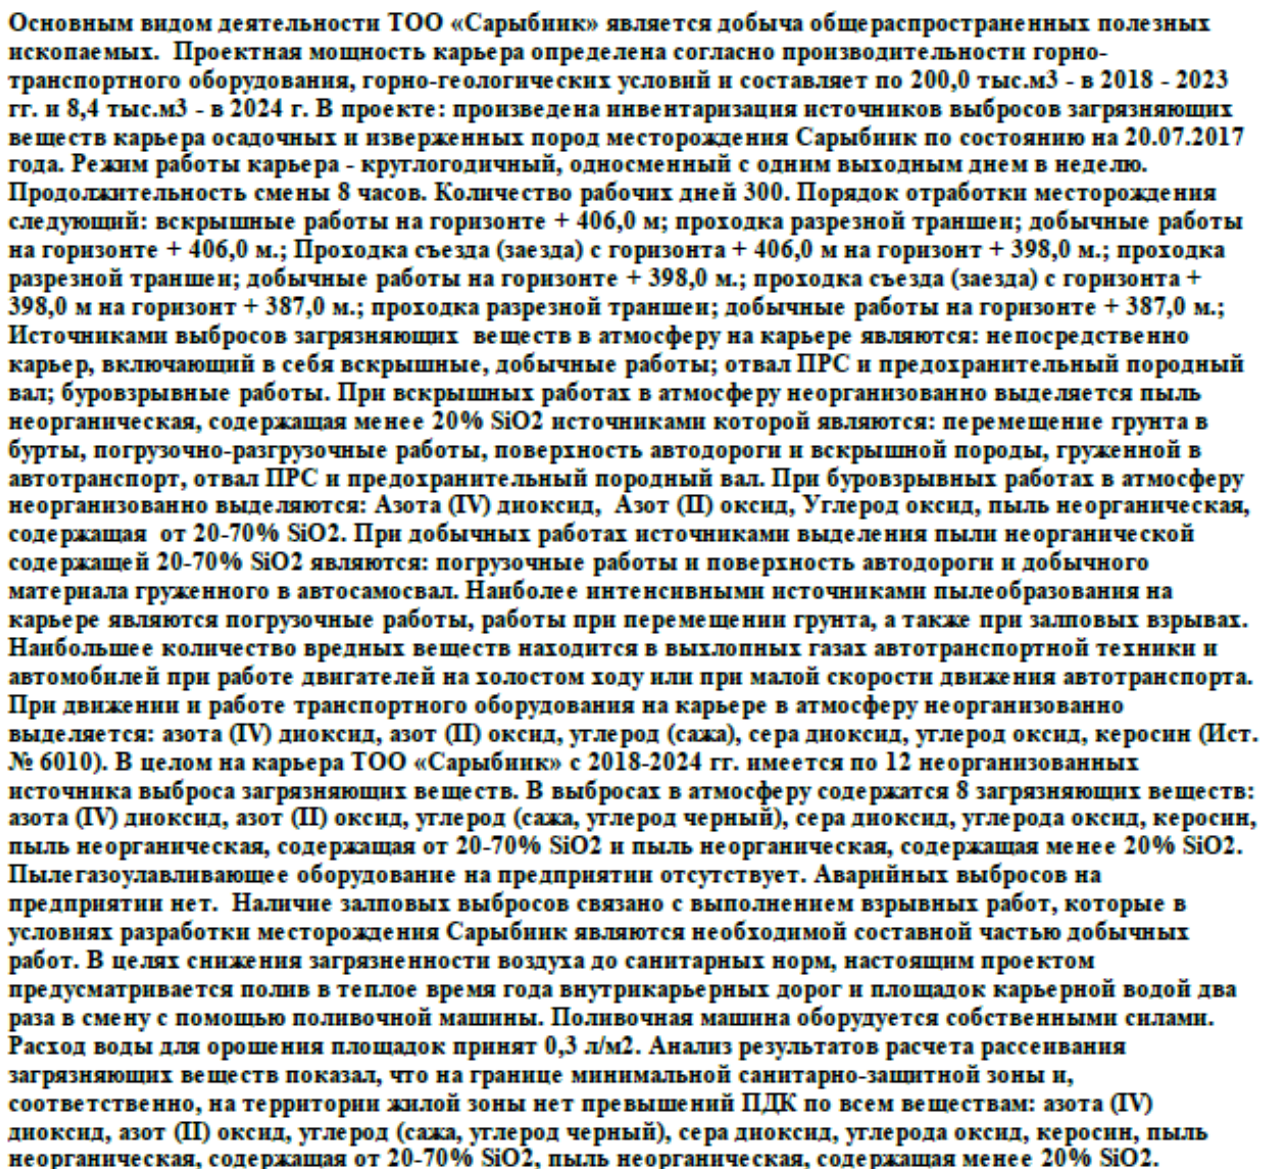 Основным видом деятельности ТОО «Сарыбиик» является добыча общераспространенных полезных
ископаемых.  Проектная мощность карьера определена согласно производительности горно-
транспортного оборудования, горно-геологических условий и составляет по 200,0 тыс.м3 - в 2018 - 2023
гг. и 8,4 тыс.м3 - в 2024 г. В проекте: произведена инвентаризация источников выбросов загрязняющих
веществ карьера осадочных и изверженных пород месторождения Сарыбиик по состоянию на 20.07.2017
года. Режим работы карьера - круглогодичный, односменный с одним выходным днем в неделю.
Продолжительность смены 8 часов. Количество рабочих дней 300. Порядок отработки месторождения
следующий: вскрышные работы на горизонте + 406,0 м; проходка разрезной траншеи; добычные работы
на горизонте + 406,0 м.; Проходка съезда (заезда) с горизонта + 406,0 м на горизонт + 398,0 м.; проходка
разрезной траншеи; добычные работы на горизонте + 398,0 м.; проходка съезда (заезда) с горизонта +
398,0 м на горизонт + 387,0 м.; проходка разрезной траншеи; добычные работы на горизонте + 387,0 м.;
Источниками выбросов загрязняющих  веществ в атмосферу на карьере являются: непосредственно
карьер, включающий в себя вскрышные, добычные работы; отвал ПРС и предохранительный породный
вал; буровзрывные работы. При вскрышных работах в атмосферу неорганизованно выделяется пыль
неорганическая, содержащая менее 20% SiO2 источниками которой являются: перемещение грунта в
бурты, погрузочно-разгрузочные работы, поверхность автодороги и вскрышной породы, груженной в
автотранспорт, отвал ПРС и предохранительный породный вал. При буровзрывных работах в атмосферу
неорганизованно выделяются: Азота (IV) диоксид,  Азот (II) оксид, Углерод оксид, пыль неорганическая,
содержащая  от 20-70% SiO2. При добычных работах источниками выделения пыли неорганической
содержащей 20-70% SiO2 являются: погрузочные работы и поверхность автодороги и добычного
материала груженного в автосамосвал. Наиболее интенсивными источниками пылеобразования на
карьере являются погрузочные работы, работы при перемещении грунта, а также при залповых взрывах.
Наибольшее количество вредных веществ находится в выхлопных газах автотранспортной техники и
автомобилей при работе двигателей на холостом ходу или при малой скорости движения автотранспорта.
При движении и работе транспортного оборудования на карьере в атмосферу неорганизованно
выделяется: азота (IV) диоксид, азот (II) оксид, углерод (сажа), сера диоксид, углерод оксид, керосин (Ист.
№ 6010). В целом на карьера ТОО «Сарыбиик» с 2018-2024 гг. имеется по 12 неорганизованных
источника выброса загрязняющих веществ. В выбросах в атмосферу содержатся 8 загрязняющих веществ:
азота (IV) диоксид, азот (II) оксид, углерод (сажа, углерод черный), сера диоксид, углерода оксид, керосин,
пыль неорганическая, содержащая от 20-70% SiO2 и пыль неорганическая, содержащая менее 20% SiO2.
Пылегазоулавливающее оборудование на предприятии отсутствует. Аварийных выбросов на
предприятии нет.  Наличие залповых выбросов связано с выполнением взрывных работ, которые в
условиях разработки месторождения Сарыбиик являются необходимой составной частью добычных
работ. В целях снижения загрязненности воздуха до санитарных норм, настоящим проектом
предусматривается полив в теплое время года внутрикарьерных дорог и площадок карьерной водой два
раза в смену с помощью поливочной машины. Поливочная машина оборудуется собственными силами.
Расход воды для орошения площадок принят 0,3 л/м2. Анализ результатов расчета рассеивания
загрязняющих веществ показал, что на границе минимальной санитарно-защитной зоны и,
соответственно, на территории жилой зоны нет превышений ПДК по всем веществам: азота (IV)
диоксид, азот (II) оксид, углерод (сажа, углерод черный), сера диоксид, углерода оксид, керосин, пыль
неорганическая, содержащая от 20-70% SiO2, пыль неорганическая, содержащая менее 20% SiO2.